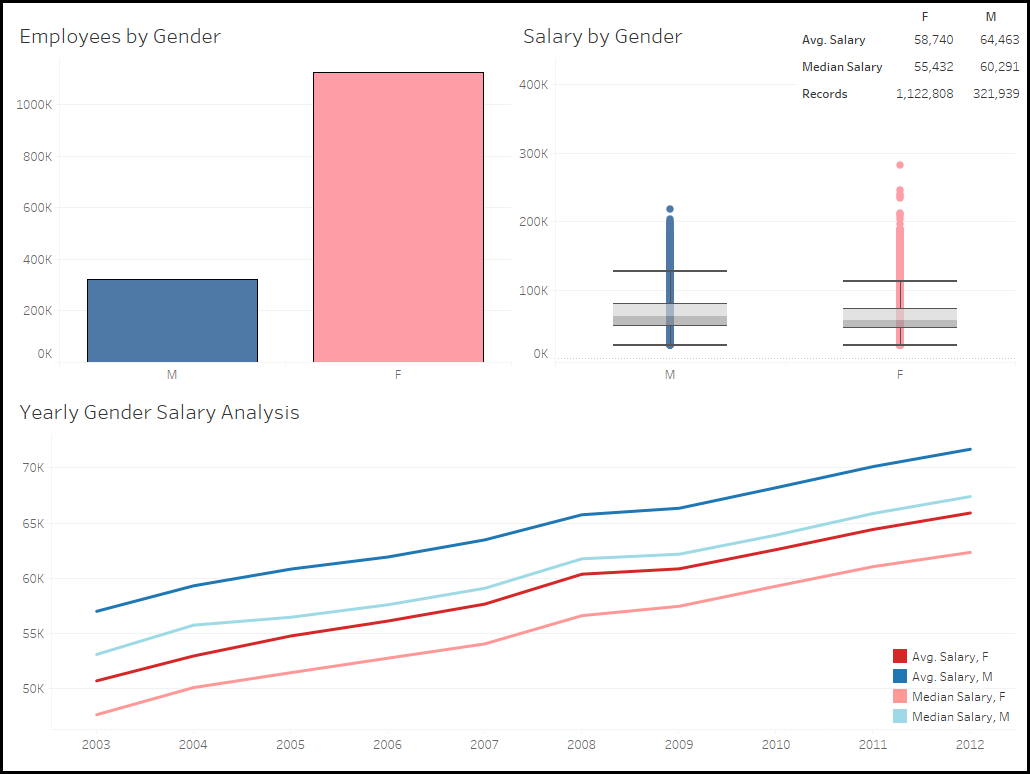 Employees by Gender
1000K
800K
600K
400K
200K
0K
M F
Salary by Gender
F M
Avg. Salary 58,740 64,463
Median Salary 55,432 60,291
Records 1,122,808 321,939
400K
300K
200K
100K
0K
M F
Yearly Gender Salary Analysis
70K
65K
60K
55K
50K
Avg. Salary, F
Avg. Salary, M
Median Salary, F
Median Salary, M
2003 2004 2005 2006 2007 2008 2009 2010 2011 2012